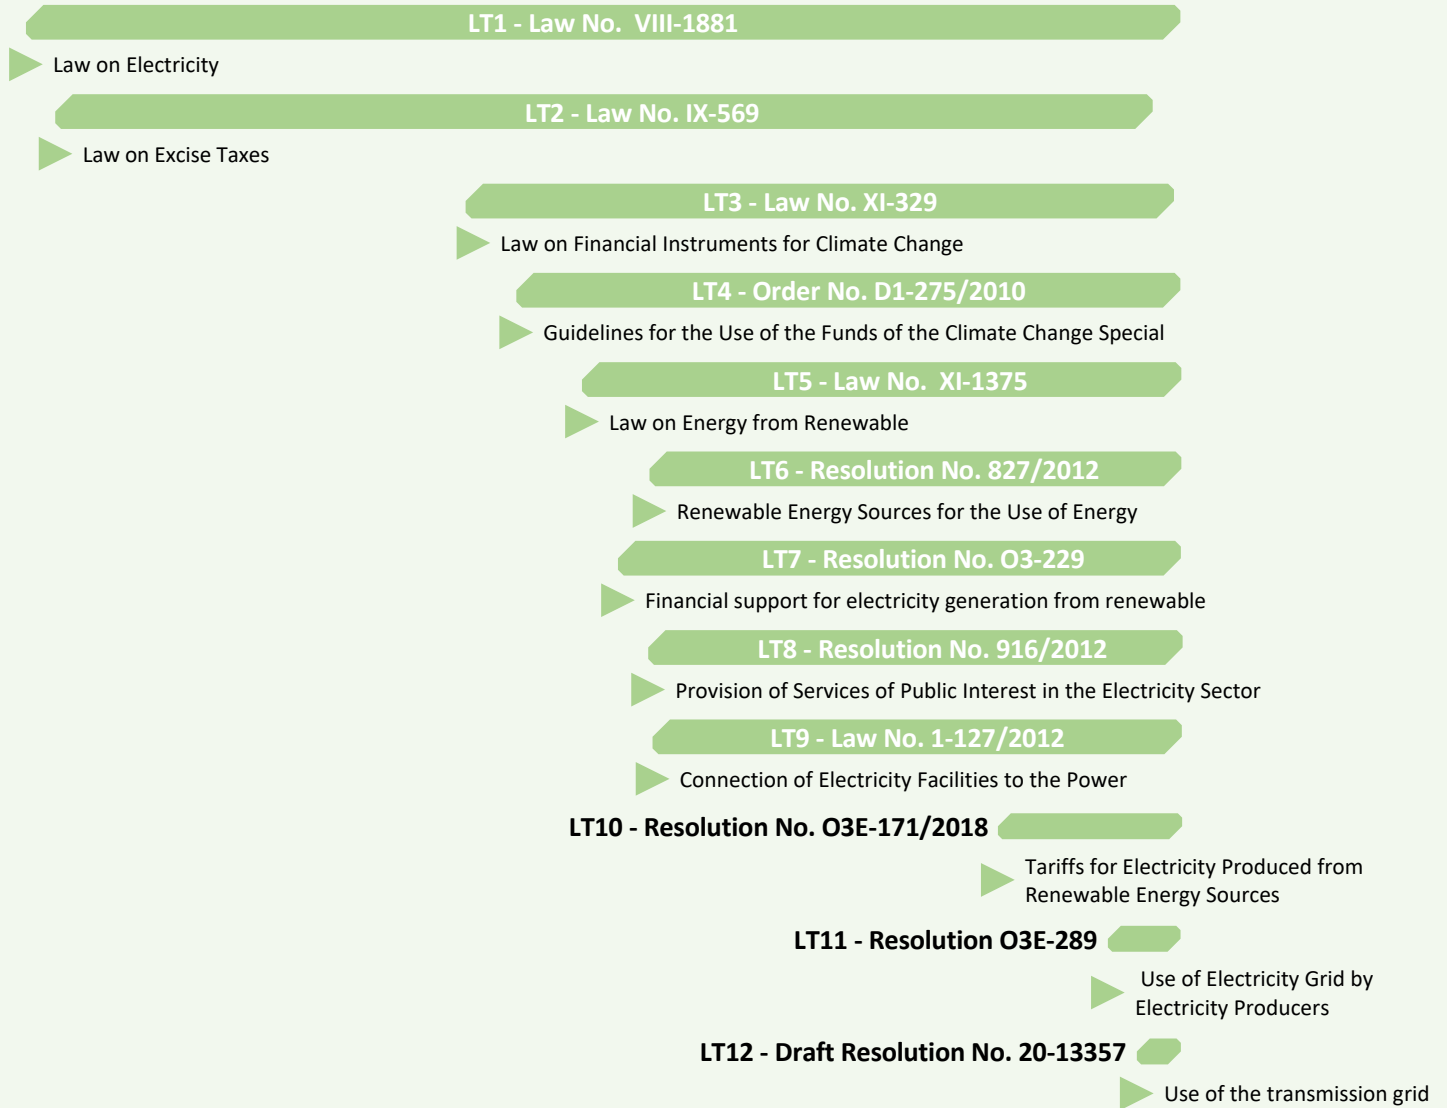 LT1 - Law No. VIII-1881
Law on Electricity
LT2 - Law No. IX-569
Law on Excise Taxes
LT3 - Law No. XI-329
Law on Financial Instruments for Climate Change
LT4 - Order No. D1-275/2010
Guidelines for the Use of the Funds of the Climate Change Special
LT5 - Law No. XI-1375
Law on Energy from Renewable
LT6 - Resolution No. 827/2012
Renewable Energy Sources for the Use of Energy
LT7 - Resolution No. O3-229
Financial support for electricity generation from renewable
LT8 - Resolution No. 916/2012
Provision of Services of Public Interest in the Electricity Sector
LT9 - Law No. 1-127/2012
Connection of Electricity Facilities to the Power
LT10 - Resolution No. O3E-171/2018
Tariffs for Electricity Produced from
Renewable Energy Sources
LT11 - Resolution O3E-289
Use of Electricity Grid by
Electricity Producers
LT12 - Draft Resolution No. 20-13357
Use of the transmission grid